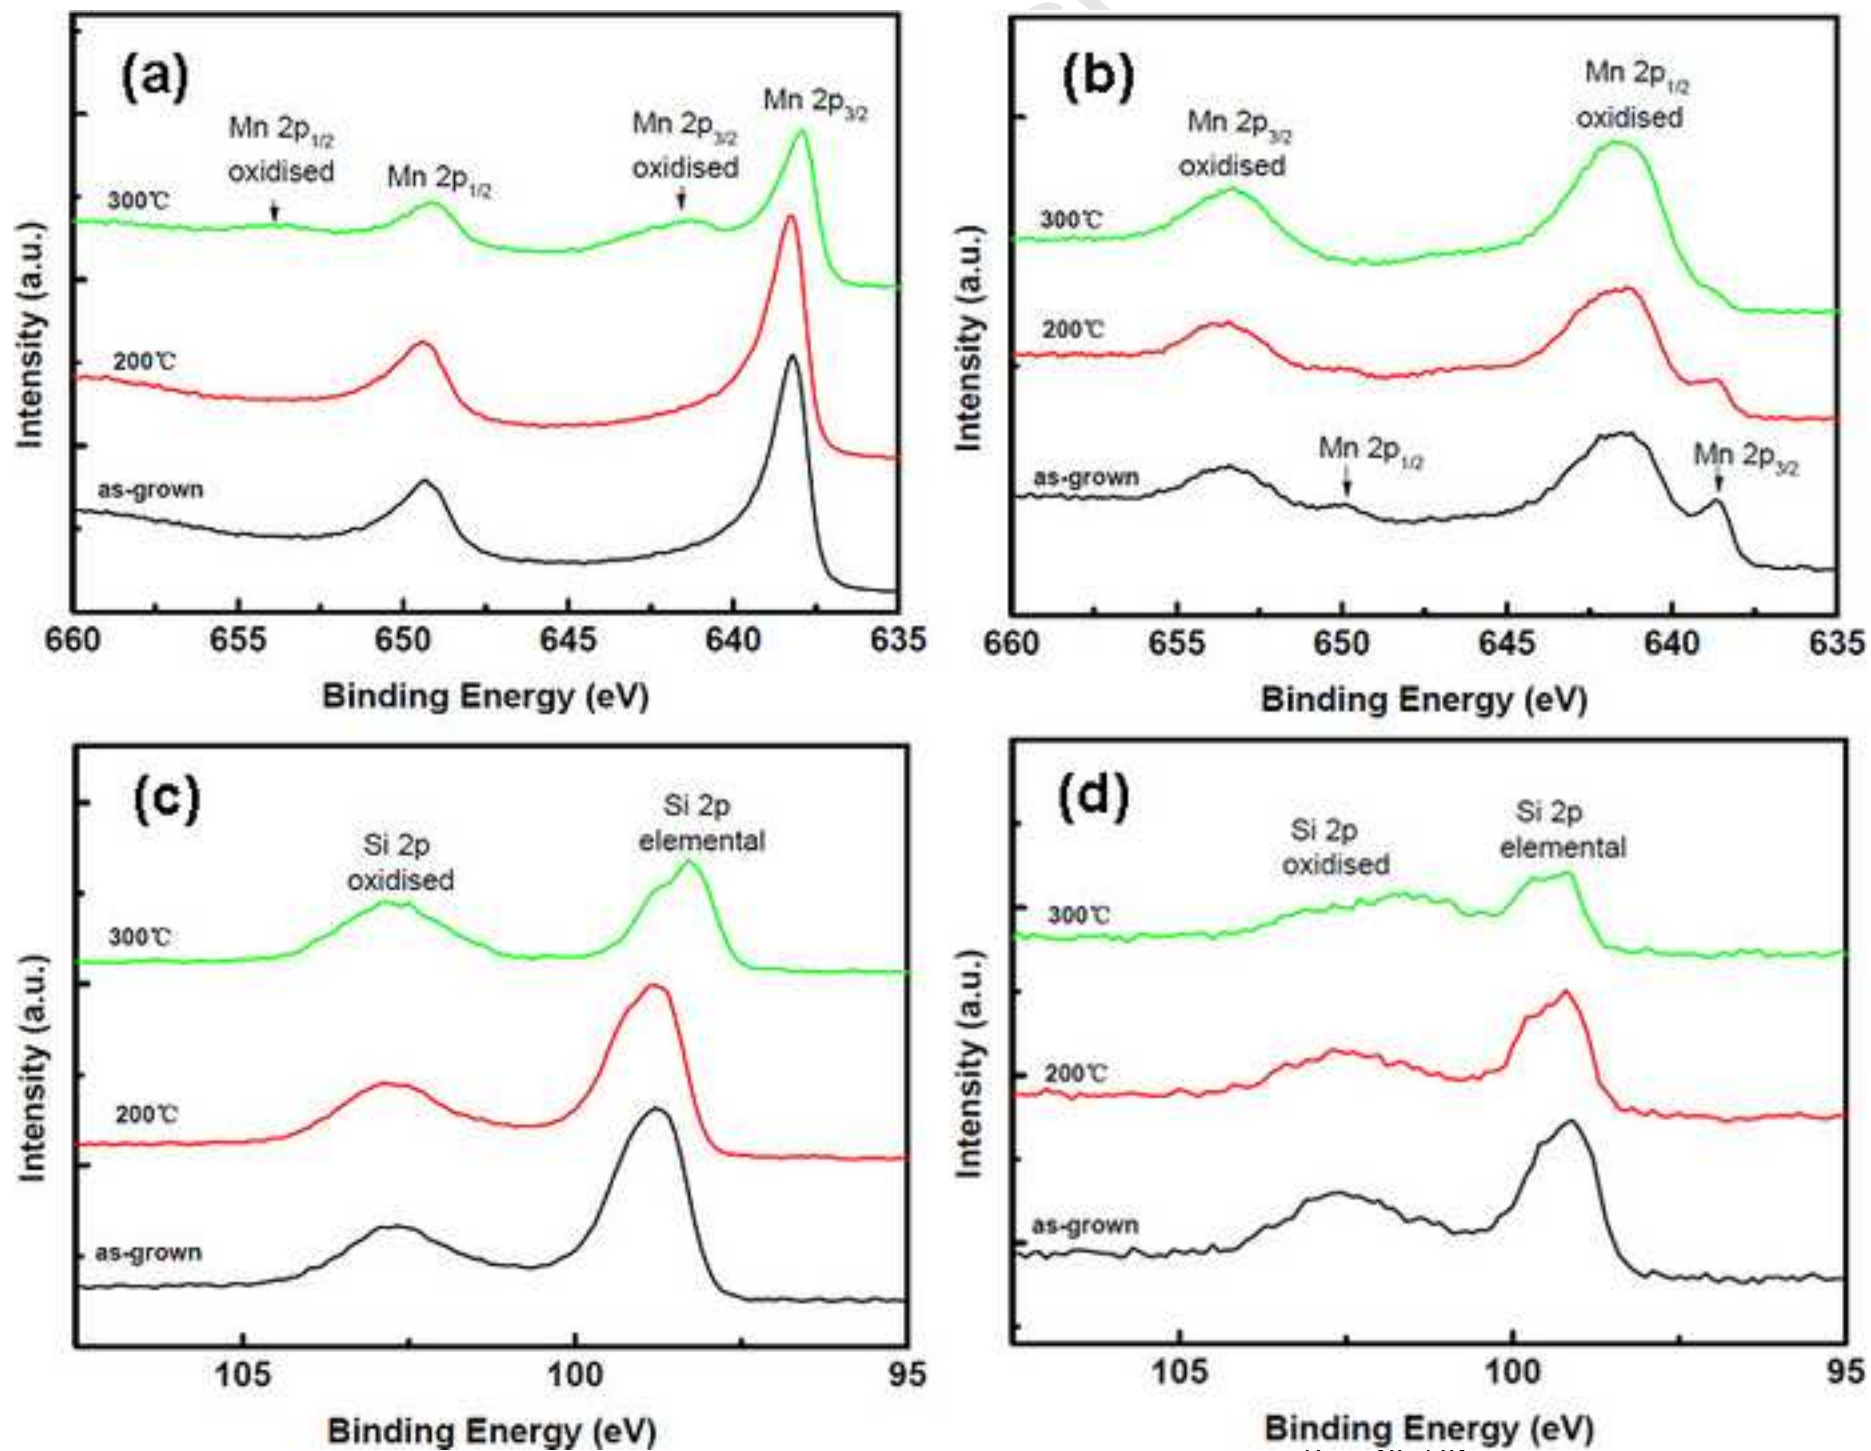 (a)
Mn 2p1/2
oxidised
Mn 2p1/2
Mn 2p3/2
oxidised
Mn 2p3/2
300℃
200℃
as-grown
Intensity (a.u.)
660 655 650 645 640 635
Binding Energy (eV)
(b)
Mn 2p3/2
oxidised
Mn 2p1/2
oxidised
300℃
200℃
as-grown
Mn 2p1/2
Mn 2p3/2
Intensity (a.u.)
660 655 650 645 640 635
Binding Energy (eV)
(c)
Si 2p
oxidised
Si 2p
elemental
300℃
200℃
as-grown
Intensity (a.u.)
105 100 95
Binding Energy (eV)
(d)
Si 2p
oxidised
Si 2p
elemental
300℃
200℃
as-grown
Intensity (a.u.)
105 100 95
Binding Energy (eV)